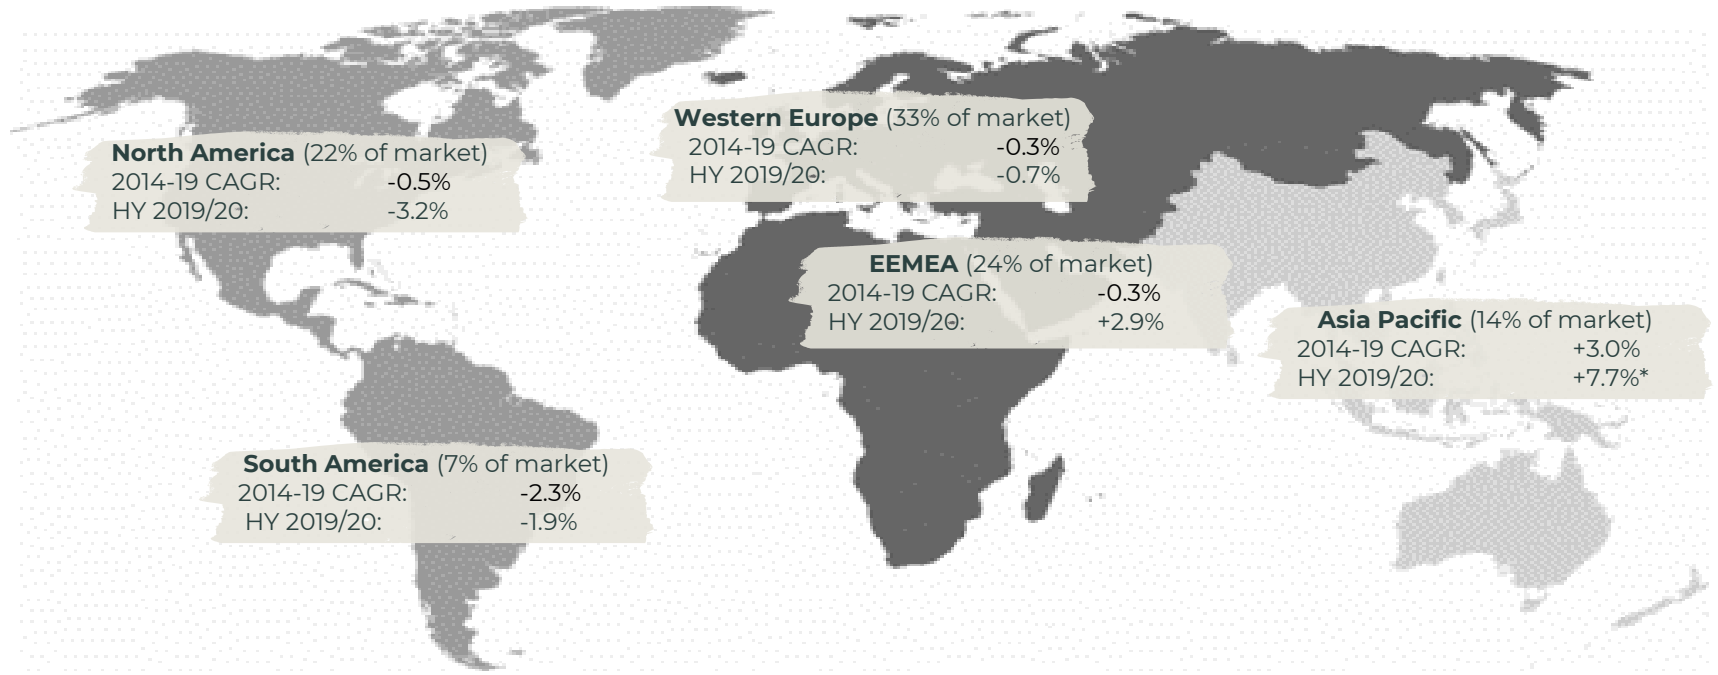 Western Europe (33% of market)
2014-19 CAGR: -0.3%
HY 2019/20: -0.7%
North America (22% of market)
2014-19 CAGR: -0.5%
HY 2019/20: -3.2%
EEMEA (24% of market)
2014-19 CAGR: -0.3%
HY 2019/20: +2.9%
Asia Pacific (14% of market)
2014-19 CAGR: +3.0%
HY 2019/20: +7.7%*
South America (7% of market)
2014-19 CAGR: -2.3%
HY 2019/20: -1.9%